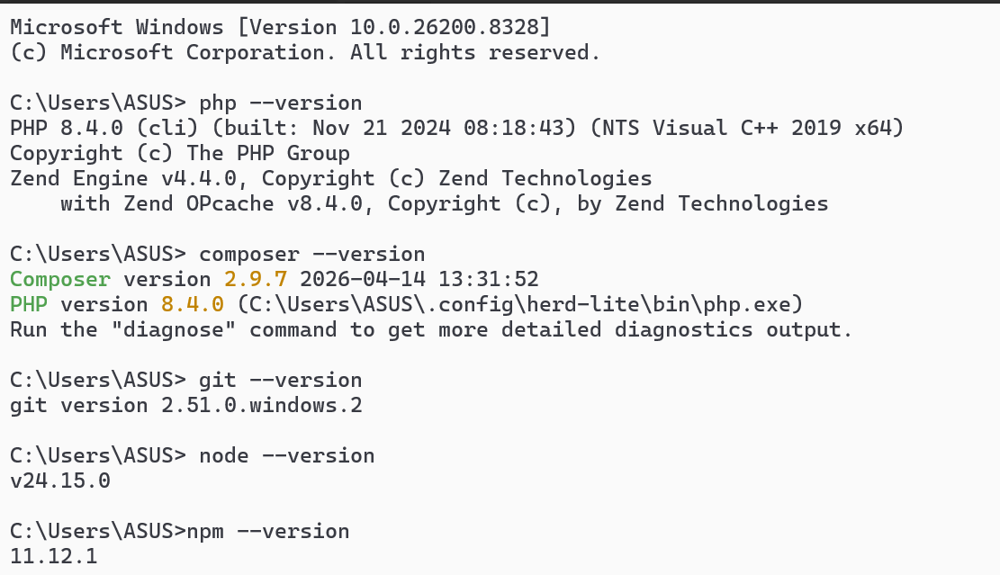 Microsoft Windows [Version 10.0.26200.8328]
(c) Microsoft Corporation. All rights reserved.
C:\Users\ASUS> php --version
PHP 8.4.0 (cli) (built: Nov 21 2024 08:18:43) (NTS Visual C++ 2019 x64)
Copyright (c) The PHP Group
Zend Engine v4.4.0, Copyright (c) Zend Technologies
    with Zend OPcache v8.4.0, Copyright (c), by Zend Technologies
C:\Users\ASUS> composer --version
Composer version 2.9.7 2026-04-14 13:31:52
PHP version 8.4.0 (C:\Users\ASUS\.config\herd-lite\bin\php.exe)
Run the "diagnose" command to get more detailed diagnostics output.
C:\Users\ASUS> git --version
git version 2.51.0.windows.2
C:\Users\ASUS> node --version
v24.15.0
C:\Users\ASUS>npm --version
11.12.1